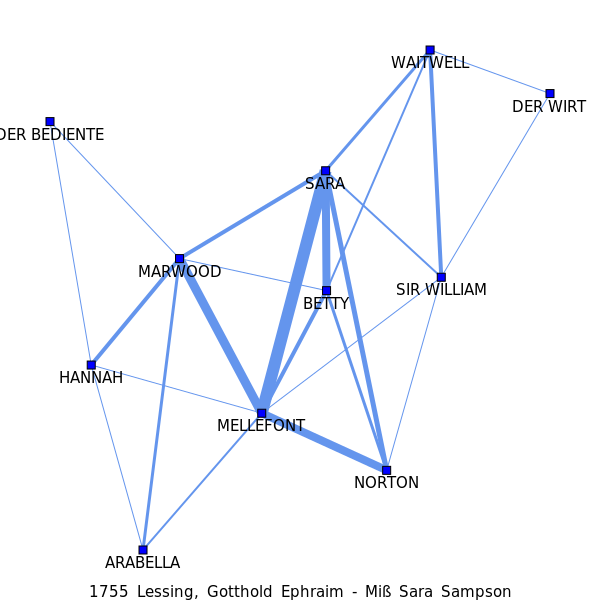 WAITWELL
DER WIRT
DER BEDIENTE
SARA
MARWOOD
SIR WILLIAM
BETTY
HANNAH
MELLEFONT
NORTON
ARABELLA
1755 Lessing, Gotthold Ephraim - Miß Sara Sampson